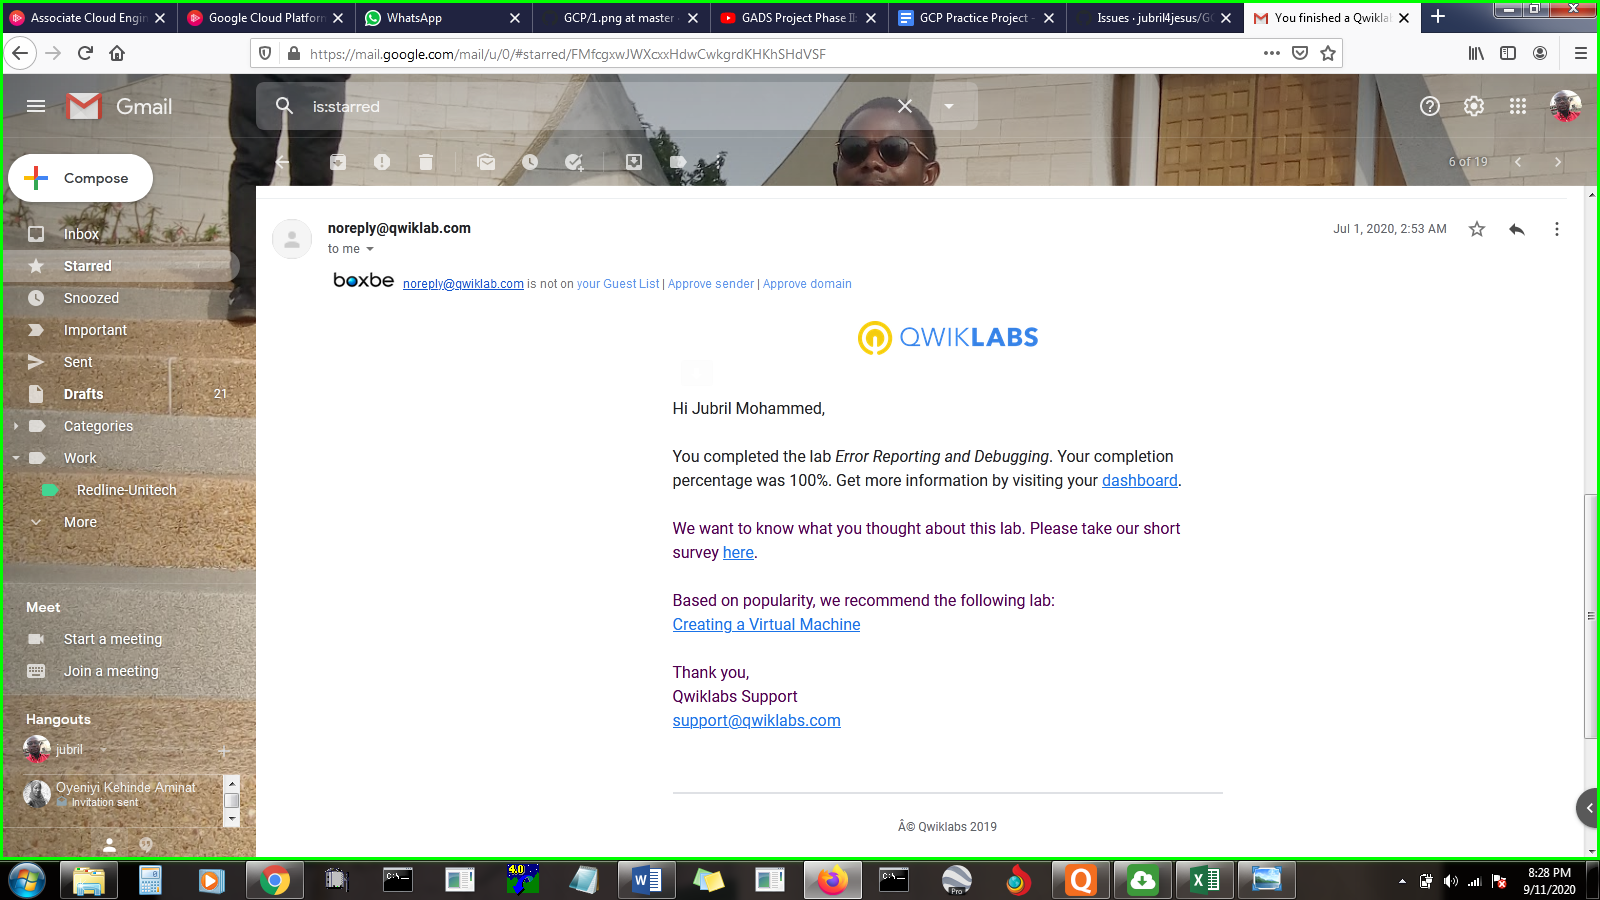 Associate Cloud Engin
Google Cloud Platform
WhatsApp
GCP/1.png at master
GADS Project Phase II:
GCP Practice Project -
Issues · jubril4jesus/GC
You finished a Qwiklab
https://mail.google.com/mail/u/0/#starred/FMfcgxwJWXcxxHdwCwkgrdKHKhSHdVSF
Gmail
is:starred
Compose
6 of 19
Inbox
Starred
Snoozed
Important
Sent
Drafts
21
Categories
Work
Redline-Unitech
More
Meet
Start a meeting
Join a meeting
Hangouts
jubril
Oyeniyi Kehinde Aminat
Invitation sent
noreply@qwiklab.com
Jul 1, 2020, 2:53 AM
to me
boxbe noreply@qwiklab.com is not on your Guest List | Approve sender | Approve domain
QWIKLABS
Hi Jubril Mohammed,
You completed the lab Error Reporting and Debugging. Your completion
percentage was 100%. Get more information by visiting your dashboard.
We want to know what you thought about this lab. Please take our short
survey here.
Based on popularity, we recommend the following lab:
Creating a Virtual Machine
Thank you,
Qwiklabs Support
support@qwiklabs.com
Â© Qwiklabs 2019
4.0
Pro
8:28 PM
9/11/2020